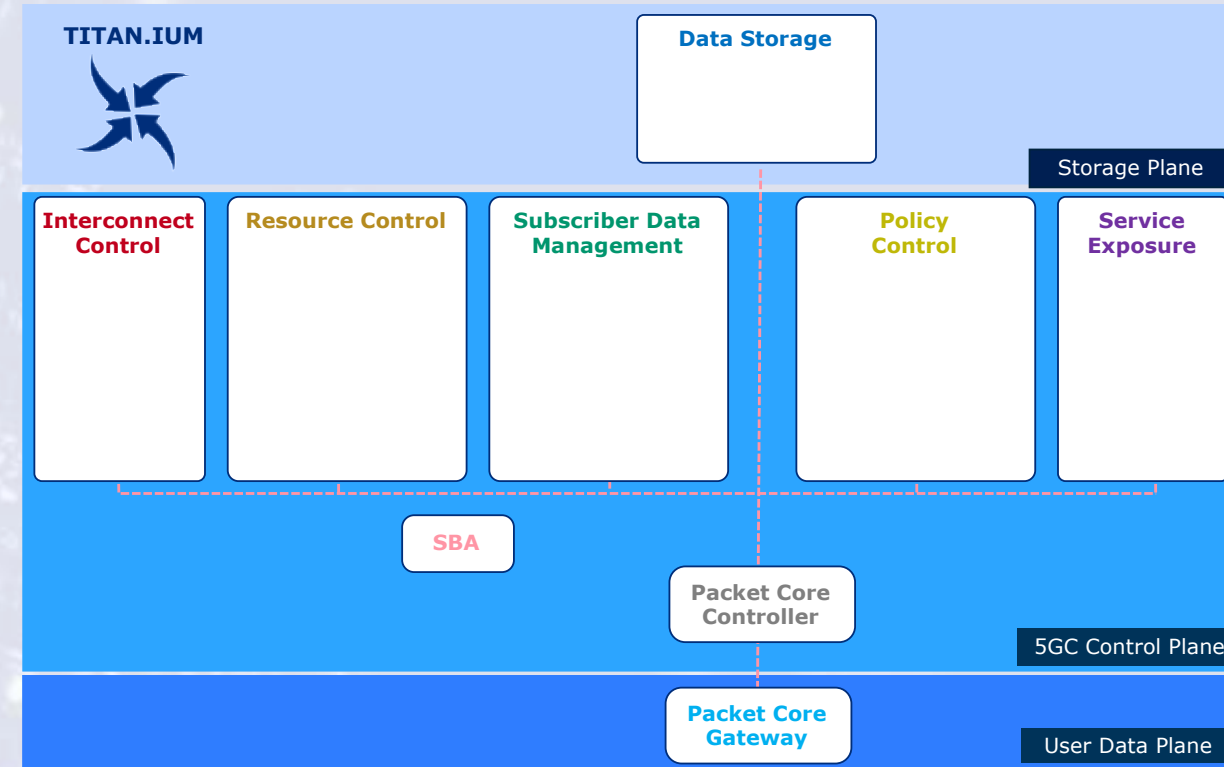 TITAN.IUM
Data Storage
Storage Plane
Interconnect
Control
Resource Control
Subscriber Data
Management
Policy
Control
Service
Exposure
SBA
Packet Core
Controller
5GC Control Plane
Packet Core
Gateway
User Data Plane